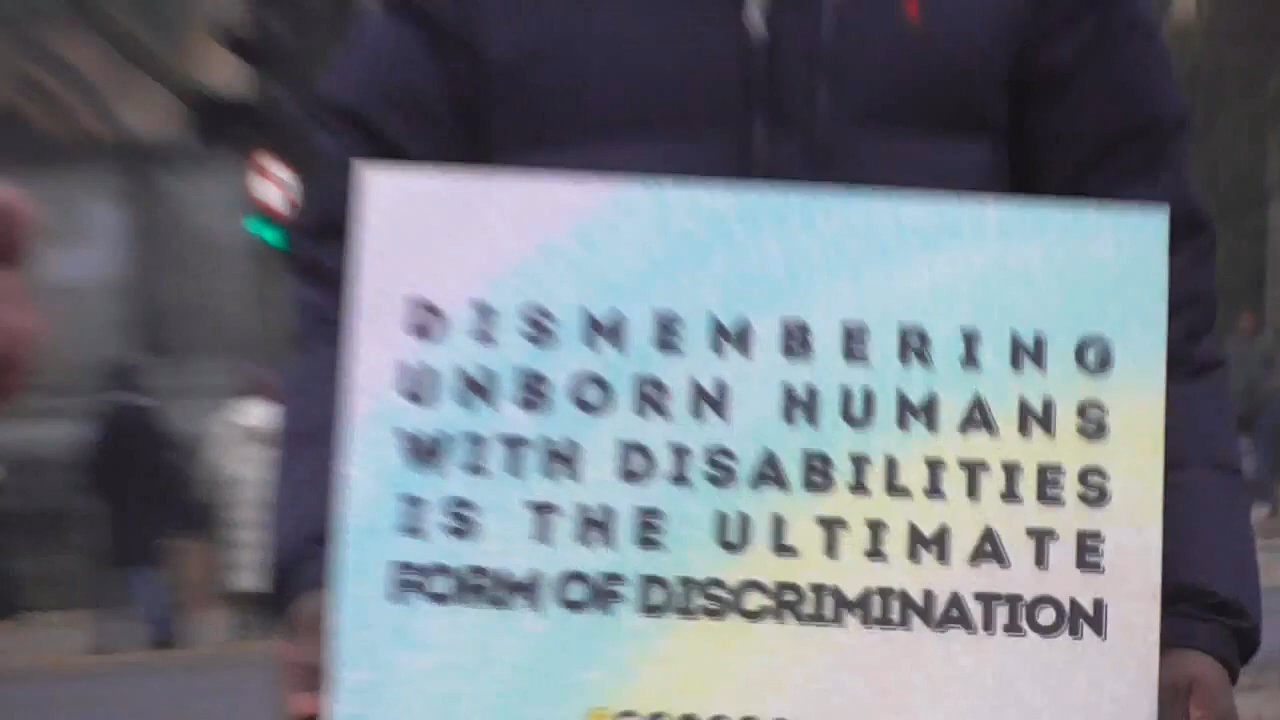 DISMEMBERING
UNBORN HUMANS
WITH DISABILITIES
IS THE ULTIMATE
FORM OF DISCRIMINATION